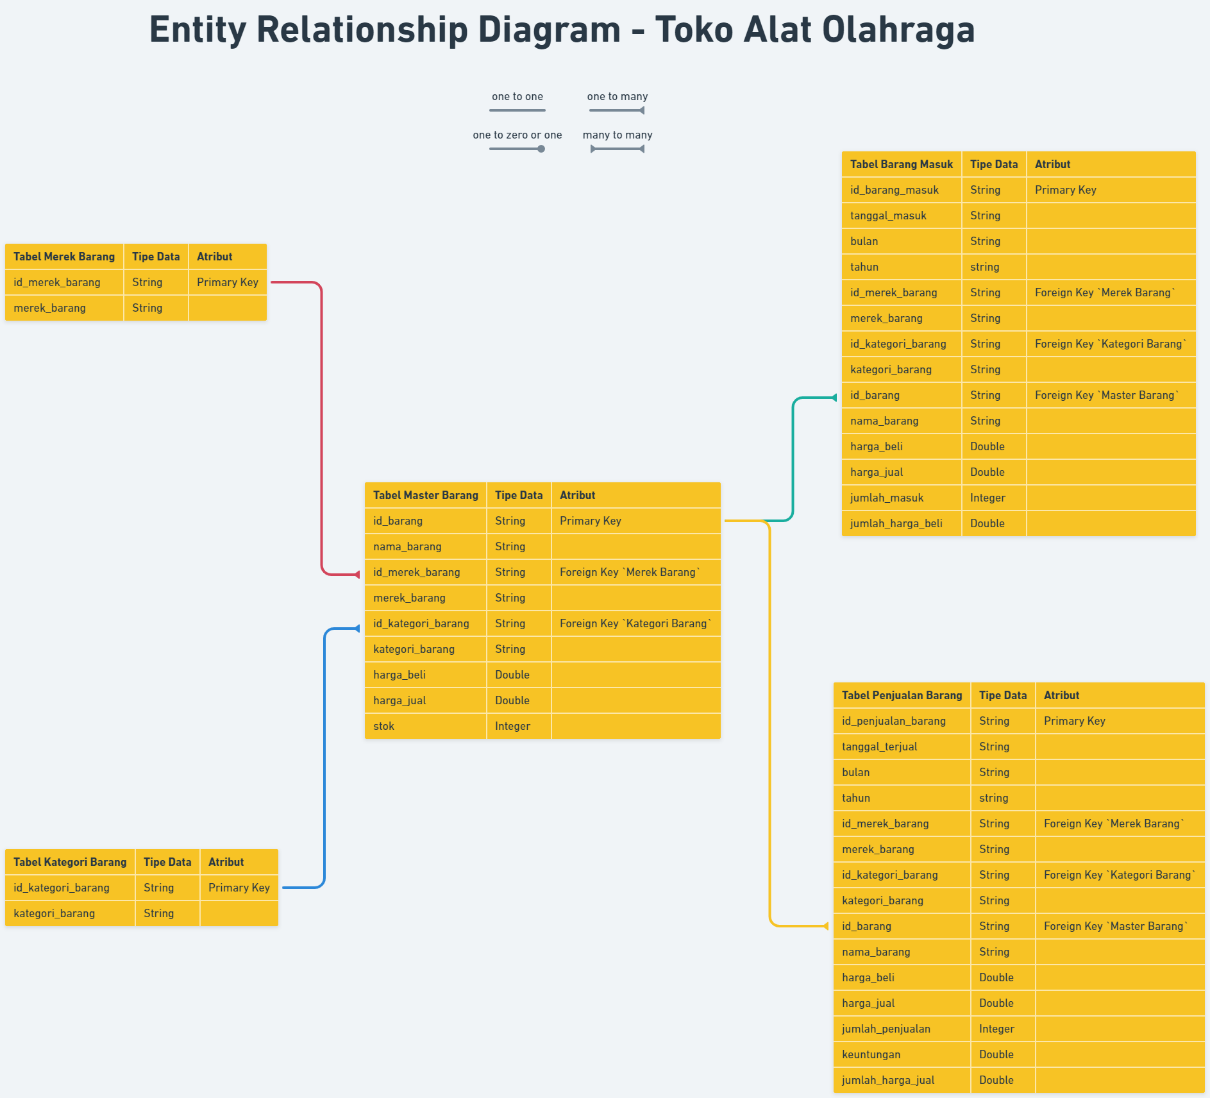 Entity Relationship Diagram - Toko Alat Olahraga
one to one
one to many
one to zero or one
many to many
Tabel Merek Barang Tipe Data Atribut
id_merek_barang String Primary Key
merek_barang String
Tabel Kategori Barang Tipe Data Atribut
id_kategori_barang String Primary Key
kategori_barang String
Tabel Master Barang Tipe Data Atribut
id_barang String Primary Key
nama_barang String
id_merek_barang String Foreign Key `Merek Barang`
merek_barang String
id_kategori_barang String Foreign Key `Kategori Barang`
kategori_barang String
harga_beli Double
harga_jual Double
stok Integer
Tabel Barang Masuk Tipe Data Atribut
id_barang_masuk String Primary Key
tanggal_masuk String
bulan String
tahun string
id_merek_barang String Foreign Key `Merek Barang`
merek_barang String
id_kategori_barang String Foreign Key `Kategori Barang`
kategori_barang String
id_barang String Foreign Key `Master Barang`
nama_barang String
harga_beli Double
harga_jual Double
jumlah_masuk Integer
jumlah_harga_beli Double
Tabel Penjualan Barang Tipe Data Atribut
id_penjualan_barang String Primary Key
tanggal_terjual String
bulan String
tahun string
id_merek_barang String Foreign Key `Merek Barang`
merek_barang String
id_kategori_barang String Foreign Key `Kategori Barang`
kategori_barang String
id_barang String Foreign Key `Master Barang`
nama_barang String
harga_beli Double
harga_jual Double
jumlah_penjualan Integer
keuntungan Double
jumlah_harga_jual Double